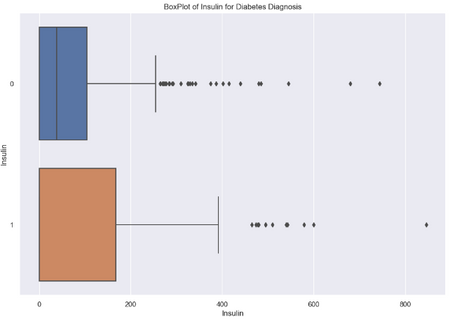 BoxPlot of Insulin for Diabetes Diagnosis
0
Insulin
1
0 200 400 600 800
Insulin